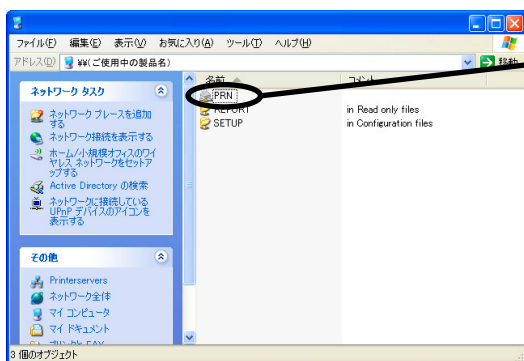 ファイル(F) 編集(E) 表示(V) お気に入り(A) ツール(T) ヘルプ(H)
アドレス(D) ¥¥(ご使用中の製品名) 移動
ネットワーク タスク
ネットワーク プレースを追加
する
ネットワーク接続を表示する
ホーム/小規模オフィスのワイ
ヤレス ネットワークをセットア
ップする
Active Directory の検索
ネットワークに接続している
UPnP デバイスのアイコンを
表示する
その他
Printerservers
ネットワーク全体
マイ コンピュータ
マイ ドキュメント
名前 コメント
PRN
REPORT in Read only files
SETUP in Configuration files
3 個のオブジェクト